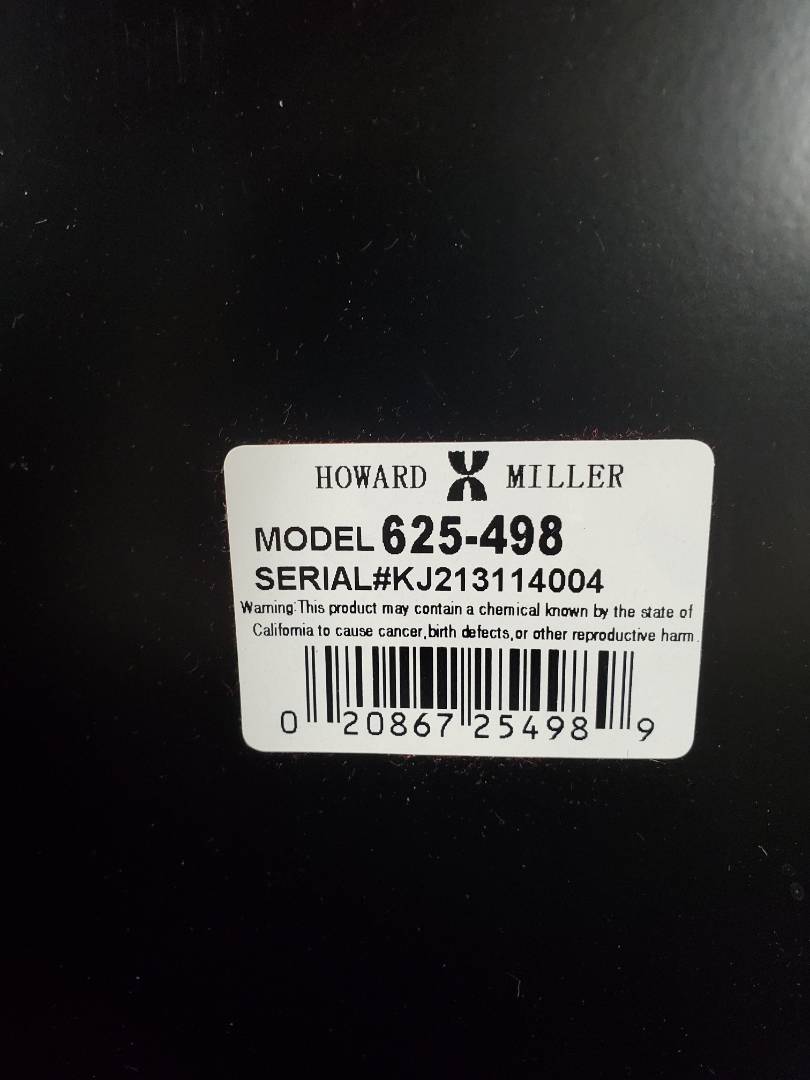 HOWARD MILLER
MODEL 625-498
SERIAL#KJ213114004
Warning:This product may contain a chemical known by the state of
California to cause cancer,birth defects,or other reproductive harm.
0 20867 25498 9